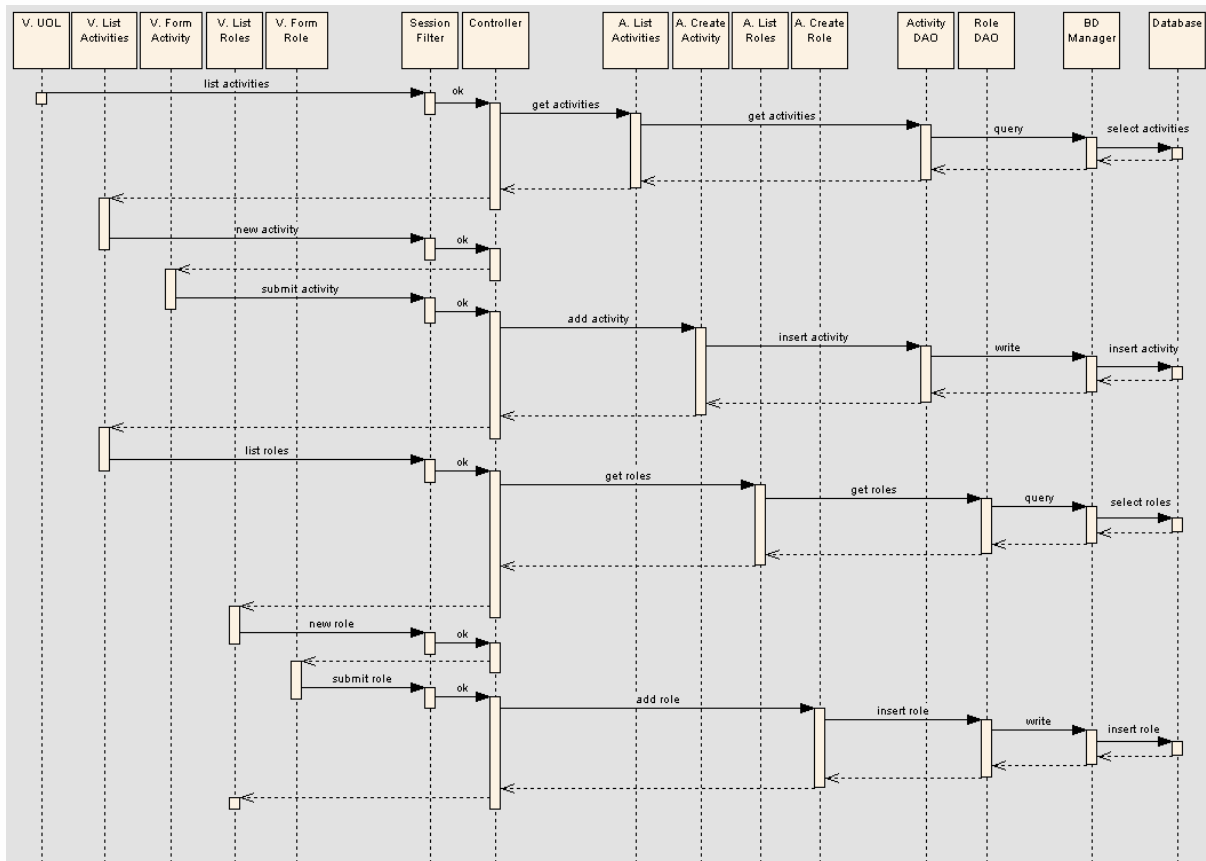 V. UOL
V. List
Activities
V. Form
Activity
V. List
Roles
V. Form
Role
Session
Filter
Controller
A. List
Activities
A. Create
Activity
A. List
Roles
A. Create
Role
Activity
DAO
Role
DAO
BD
Manager
Database
list activities
ok
get activities
get activities
query
select activities
new activity
ok
submit activity
ok
add activity
insert activity
write
insert activity
list roles
ok
get roles
get roles
query
select roles
new role
ok
submit role
ok
add role
insert role
write
insert role